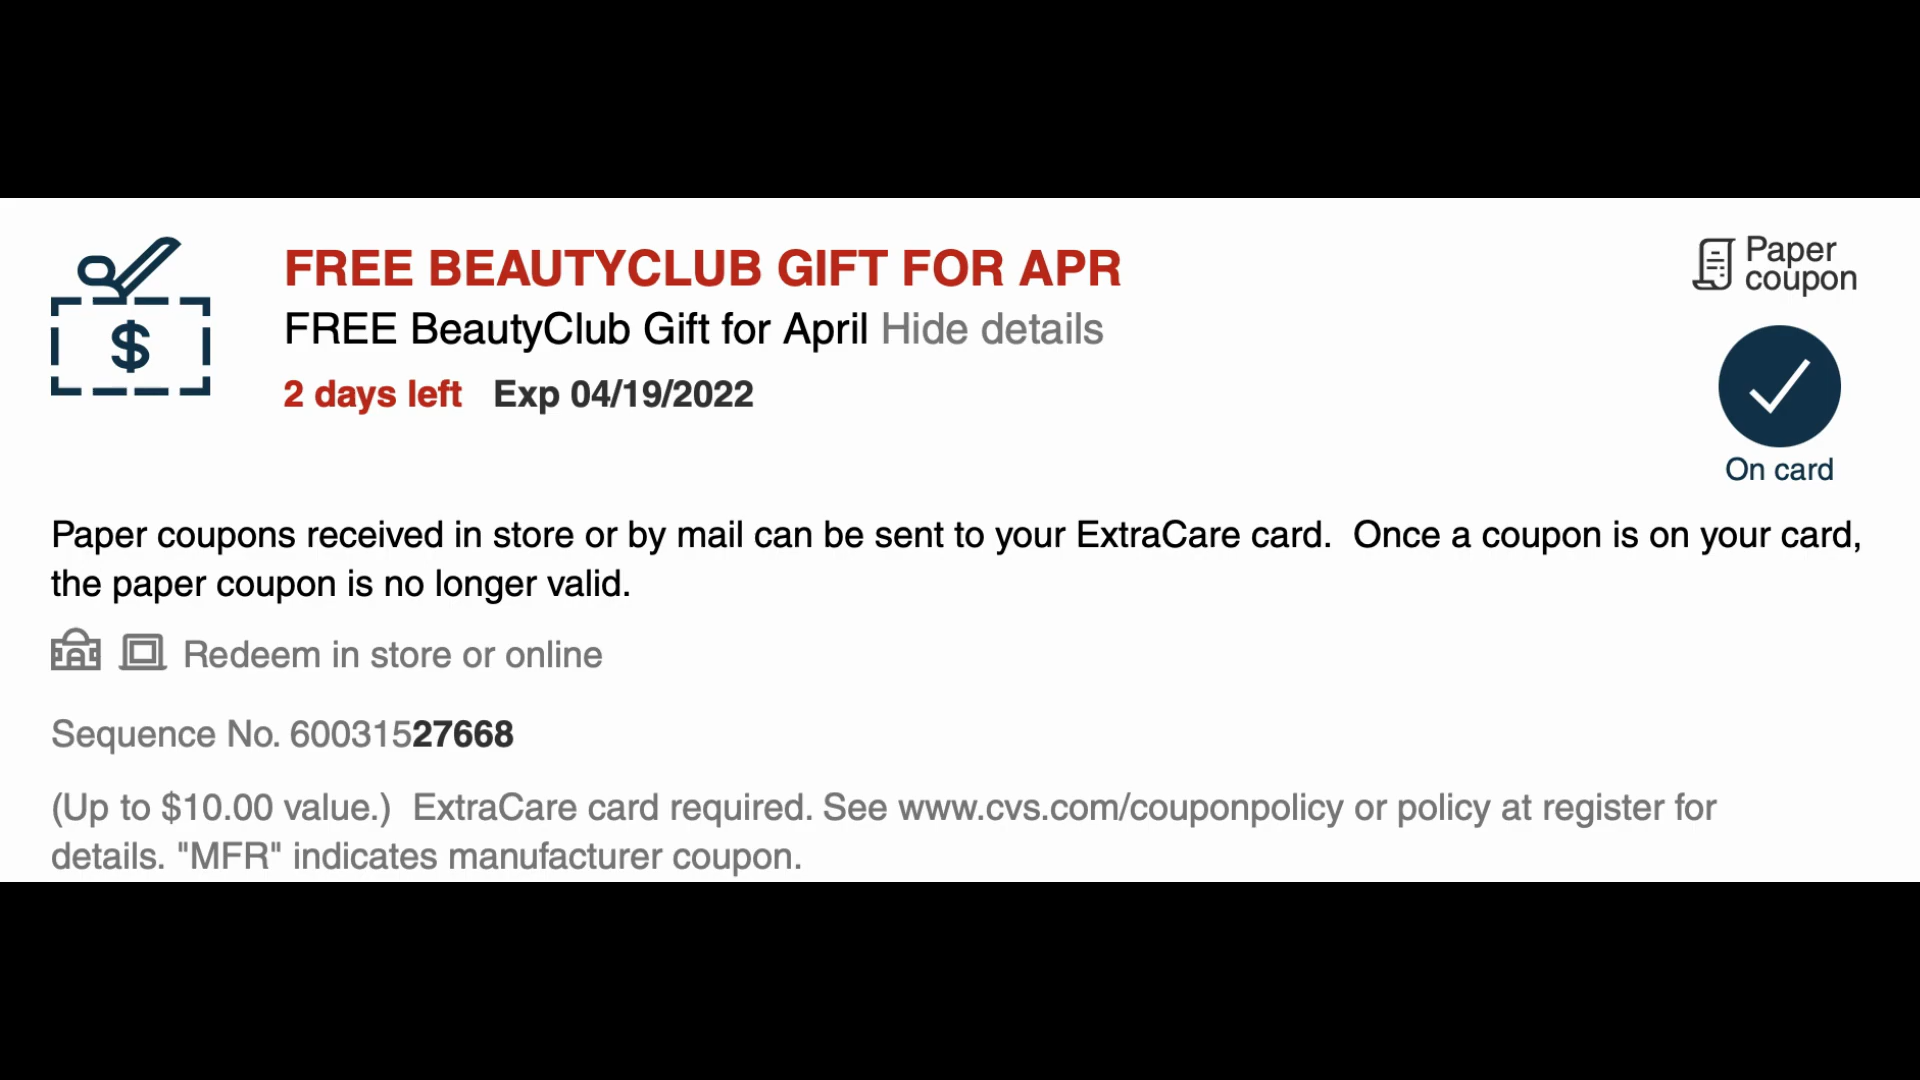 FREE BEAUTYCLUB GIFT FOR APR
FREE BeautyClub Gift for April Hide details
2 days left Exp 04/19/2022
Paper
coupon
On card
$
Paper coupons received in store or by mail can be sent to your ExtraCare card. Once a coupon is on your card,
the paper coupon is no longer valid.
Redeem in store or online
Sequence No. 6003152​7668
(Up to $10.00 value.) ExtraCare card required. See www.cvs.com/couponpolicy or policy at register for
details. "MFR" indicates manufacturer coupon.